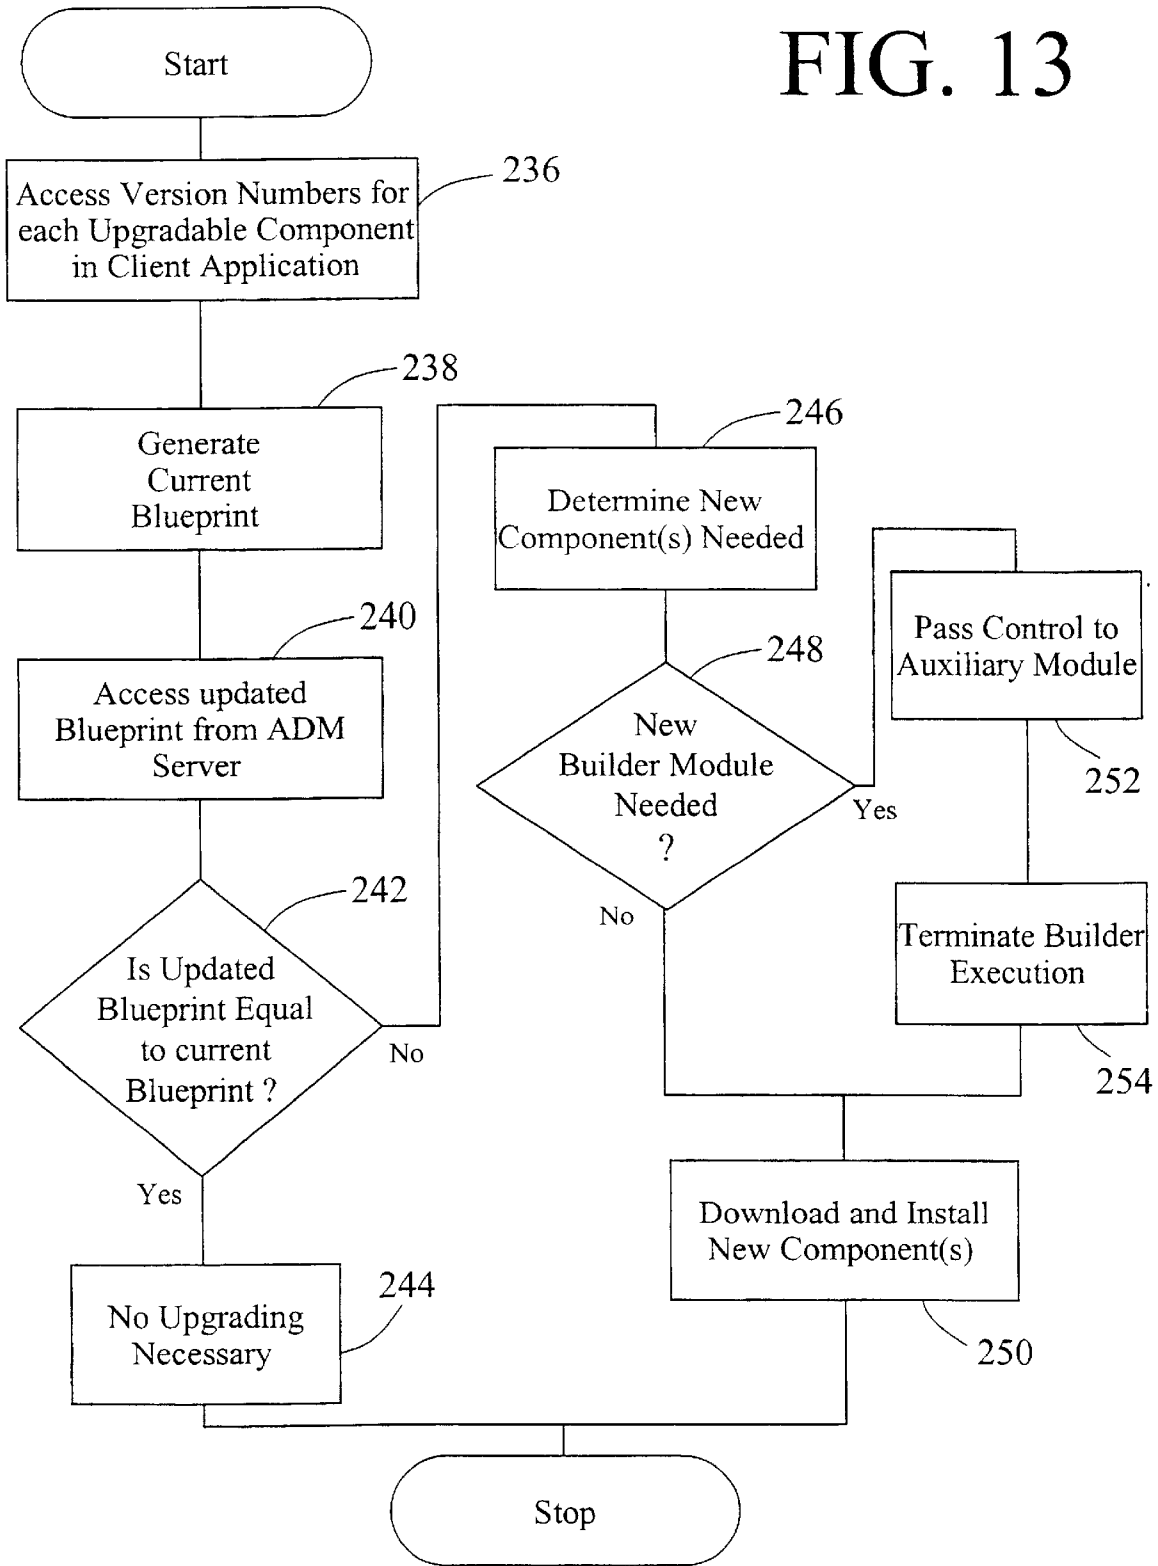 FIG. 13
Start
236
Access Version Numbers for
each Upgradable Component
in Client Application
238
Generate
Current
Blueprint
240
Access updated
Blueprint from ADM
Server
242
Is Updated
Blueprint Equal
to current
Blueprint ?
No
Yes
244
No Upgrading
Necessary
246
Determine New
Component(s) Needed
248
New
Builder Module
Needed
?
Yes
No
Pass Control to
Auxiliary Module
252
Terminate Builder
Execution
254
Download and Install
New Component(s)
250
Stop